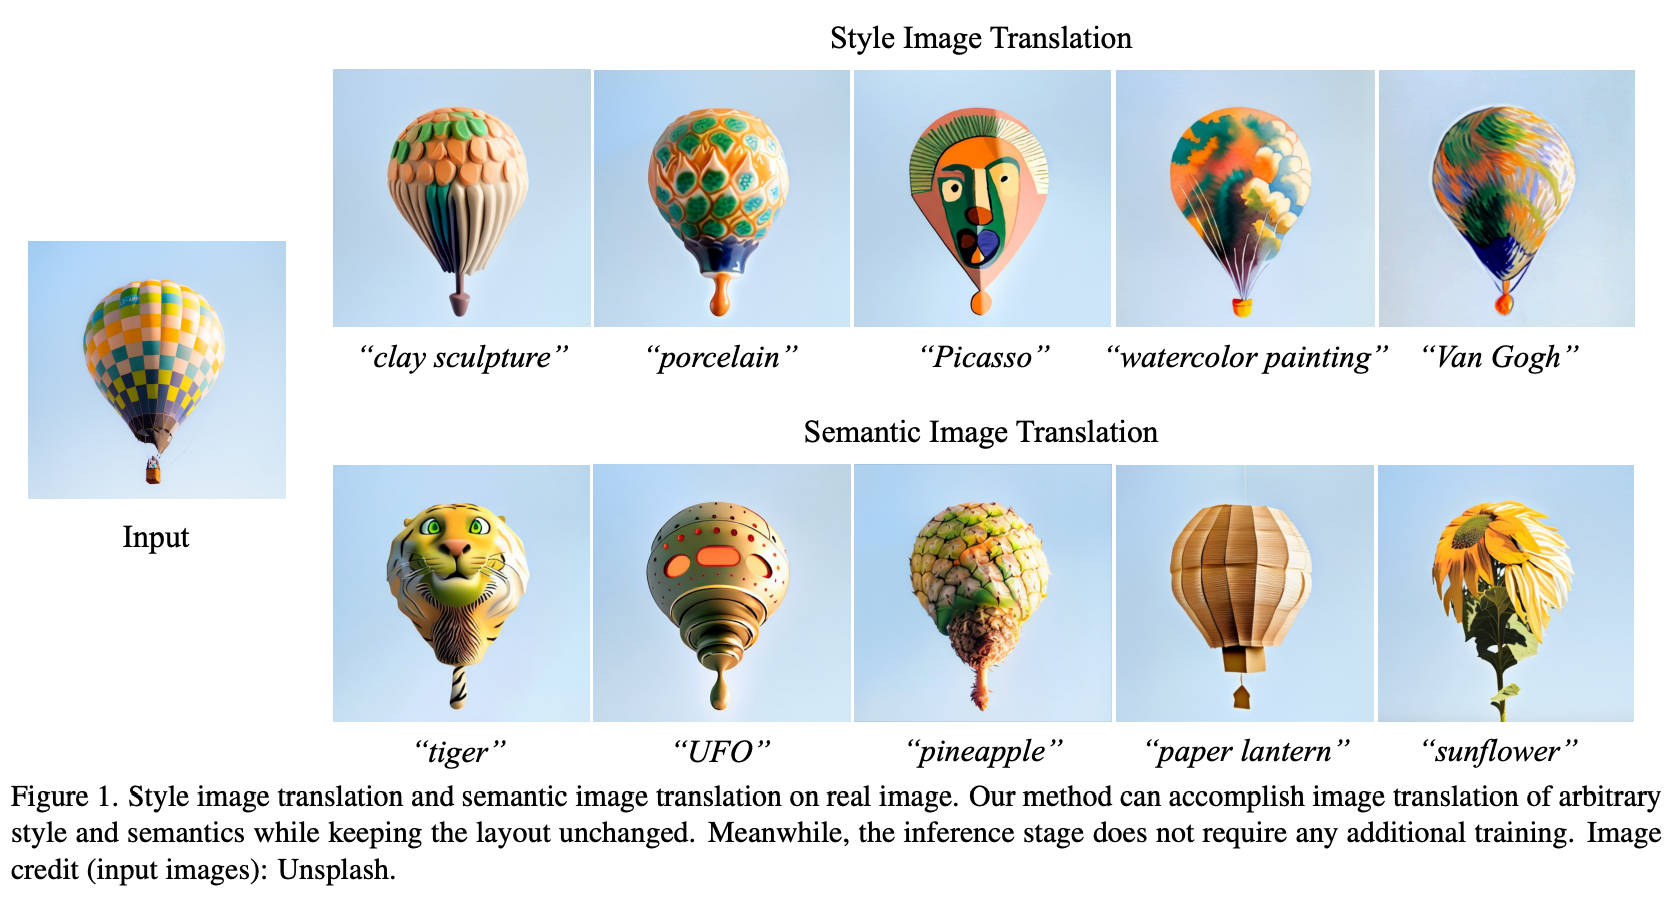 Style Image Translation
“clay sculpture”
“porcelain”
“Picasso”
“watercolor painting”
“Van Gogh”
Input
Semantic Image Translation
“tiger”
“UFO”
“pineapple”
“paper lantern”
“sunflower”
Figure 1. Style image translation and semantic image translation on real image. Our method can accomplish image translation of arbitrary
style and semantics while keeping the layout unchanged. Meanwhile, the inference stage does not require any additional training. Image
credit (input images): Unsplash.